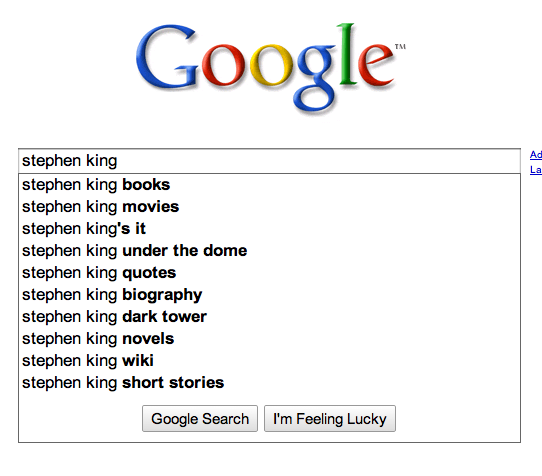 Google™
stephen king
Ad
La
stephen king books
stephen king movies
stephen king's it
stephen king under the dome
stephen king quotes
stephen king biography
stephen king dark tower
stephen king novels
stephen king wiki
stephen king short stories
Google Search
I'm Feeling Lucky